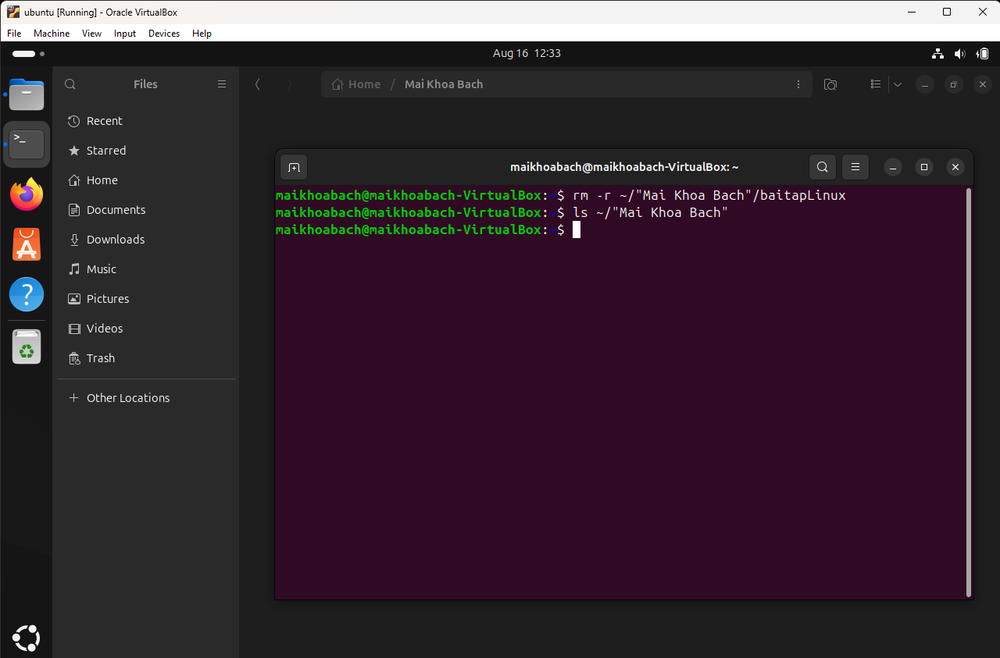 ubuntu [Running] - Oracle VirtualBox
File Machine View Input Devices Help
Aug 16 12:33
Files
Home / Mai Khoa Bach
Recent
Starred
Home
Documents
Downloads
Music
Pictures
Videos
Trash
+ Other Locations
>_
?
maikhoabach@maikhoabach-VirtualBox: ~
maikhoabach@maikhoabach-VirtualBox:~$ rm -r ~/"Mai Khoa Bach"/baitapLinux
maikhoabach@maikhoabach-VirtualBox:~$ ls ~/"Mai Khoa Bach"
maikhoabach@maikhoabach-VirtualBox:~$